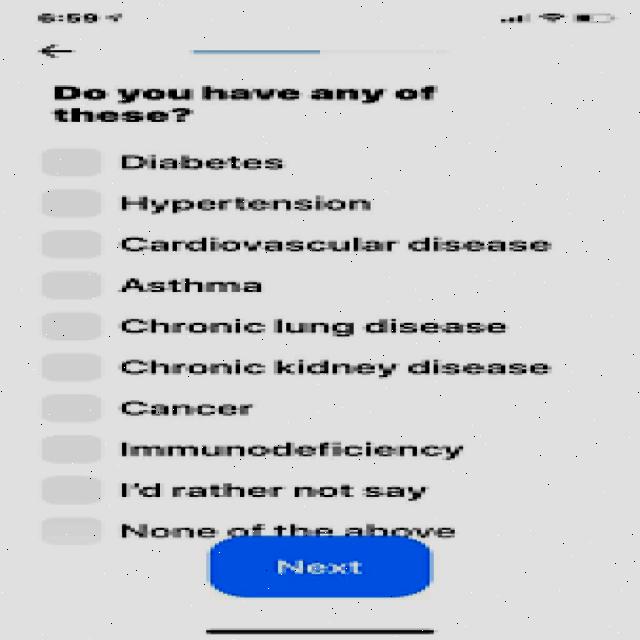 6:59
Do you have any of
these?
Diabetes
Hypertension
Cardiovascular disease
Asthma
Chronic lung disease
Chronic kidney disease
Cancer
Immunodeficiency
I'd rather not say
None of the above
Next